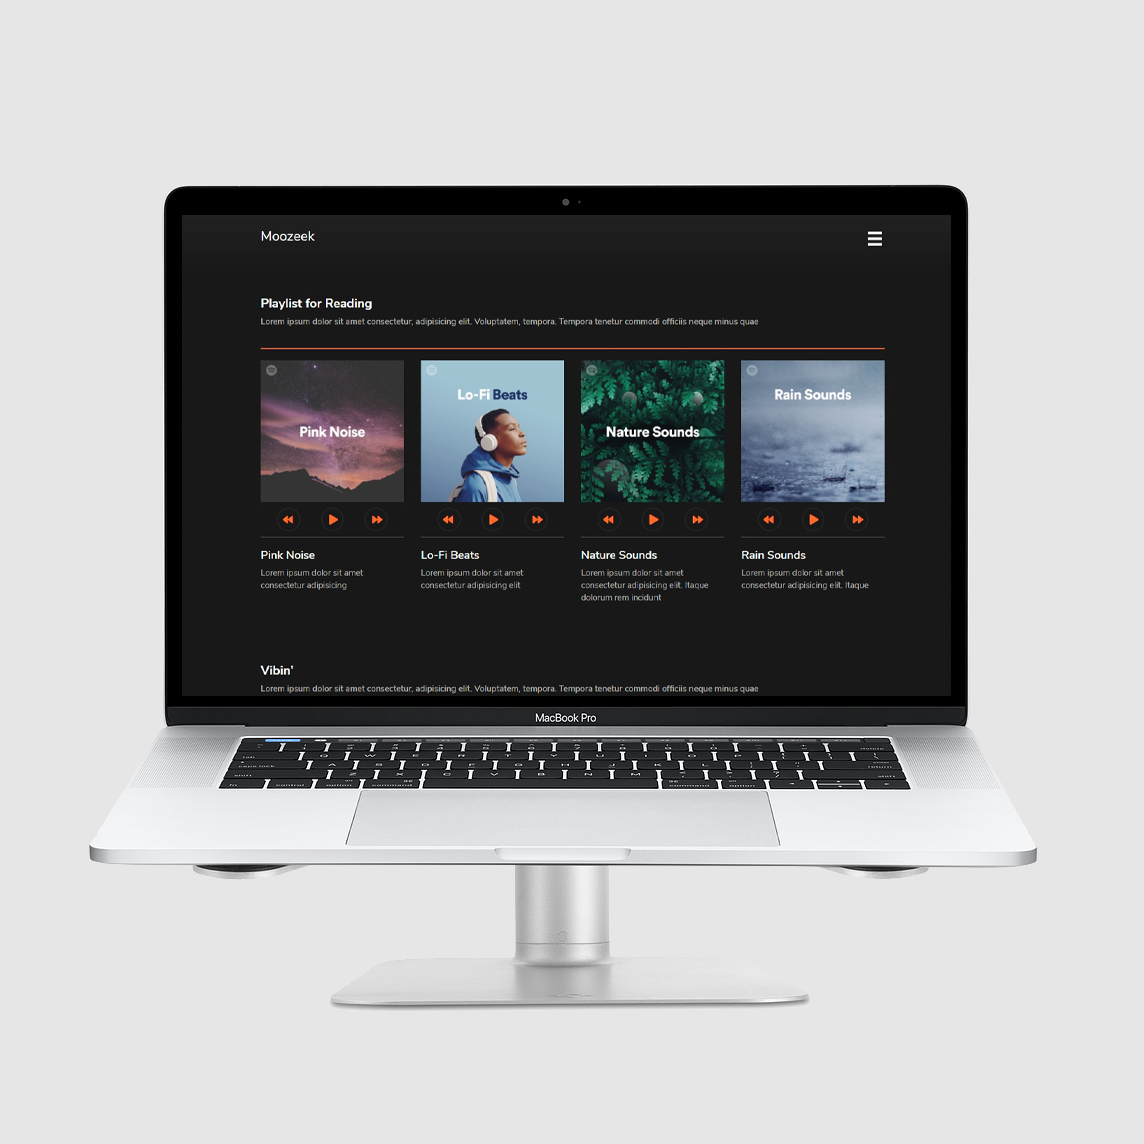 Moozeek
Playlist for Reading
Lorem ipsum dolor sit amet consectetur, adipisicing elit. Voluptatem, tempora. Tempora tenetur commodi officiis neque minus quae
Pink Noise
Lo-Fi Beats
Nature Sounds
Rain Sounds
Pink Noise
Lorem ipsum dolor sit amet
consectetur adipisicing
Lo-Fi Beats
Lorem ipsum dolor sit amet
consectetur adipisicing elit
Nature Sounds
Lorem ipsum dolor sit amet
consectetur adipisicing elit. Itaque
dolorum rem incidunt
Rain Sounds
Lorem ipsum dolor sit amet
consectetur adipisicing elit. Itaque
Vibin'
Lorem ipsum dolor sit amet consectetur, adipisicing elit. Voluptatem, tempora. Tempora tenetur commodi officiis neque minus quae
MacBook Pro